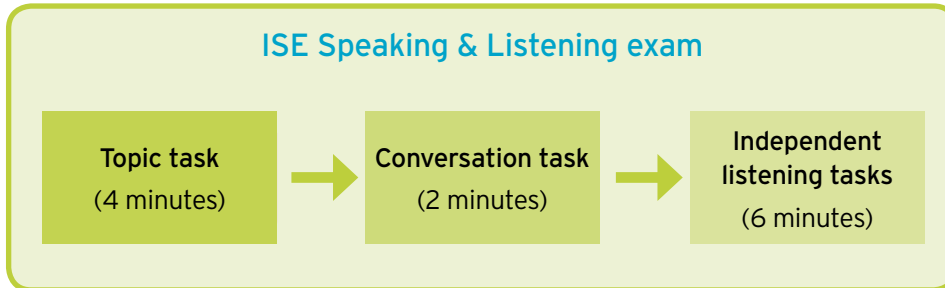 ISE Speaking & Listening exam
Topic task
(4 minutes)
Conversation task
(2 minutes)
Independent
listening tasks
(6 minutes)